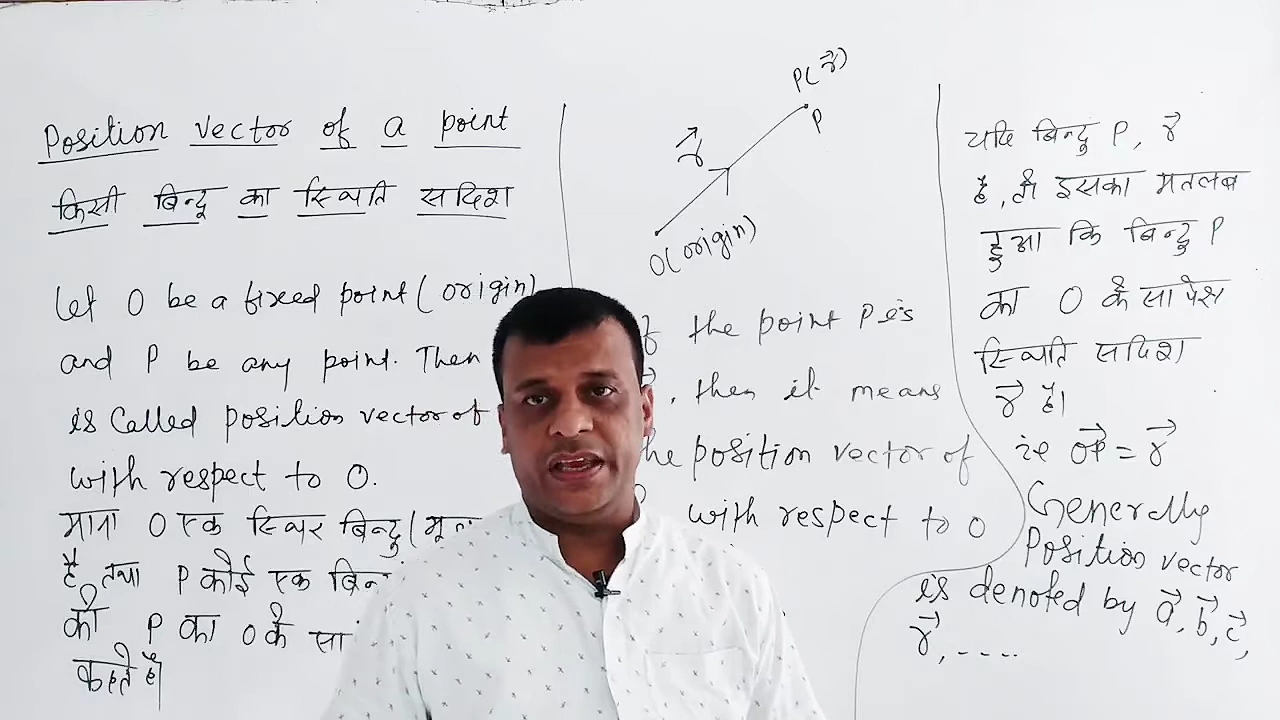 Position vector of a point
किसी बिन्दू का स्थिति सदिश
Let O be a fixed point (origin)
and P be any point. Then
is Called position vector of
with respect to O.
माना O एक स्थिर बिन्दु (मूल
है, तथा P कोई एक बिन्
की P का O के सा
कहते है।
P(r⃗)
P
r⃗
O(origin)
the point P is
, then it means
the position vector of
with respect to O
यदि बिन्दु P, r⃗
है, तो इसका मतलब
हुआ कि बिन्दु P
का O के सापेक्ष
स्थिति सदिश
r⃗ है।
ie OP⃗ = r⃗
Generally
Position vector
is denoted by a⃗, b⃗, c⃗,
r⃗, ----